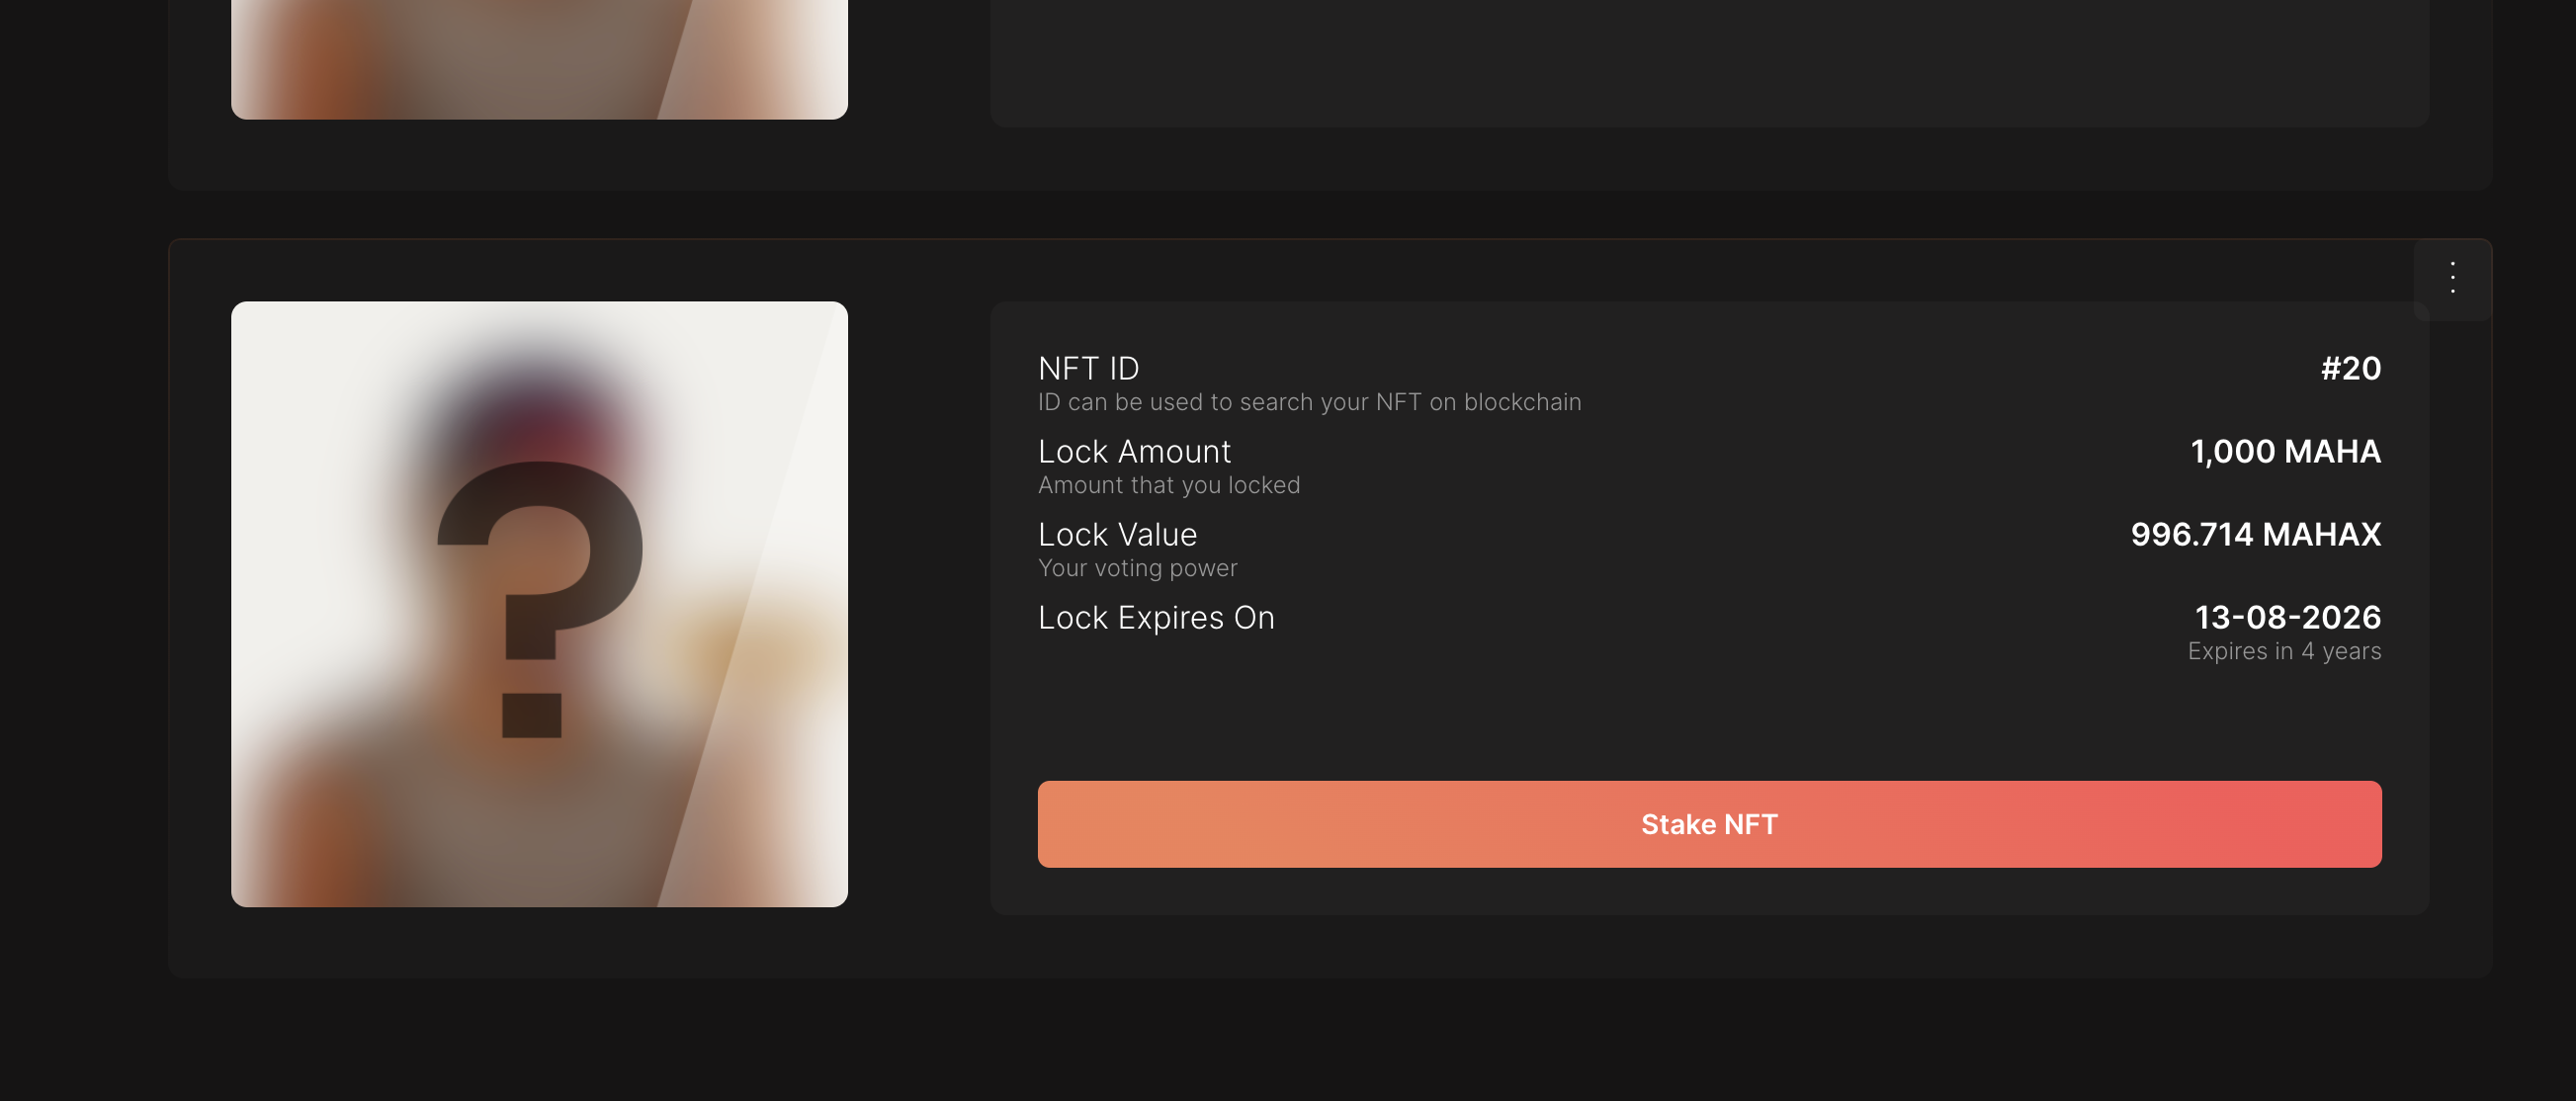 ?
NFT ID
#20
ID can be used to search your NFT on blockchain
Lock Amount
1,000 MAHA
Amount that you locked
Lock Value
996.714 MAHAX
Your voting power
Lock Expires On
13-08-2026
Expires in 4 years
Stake NFT